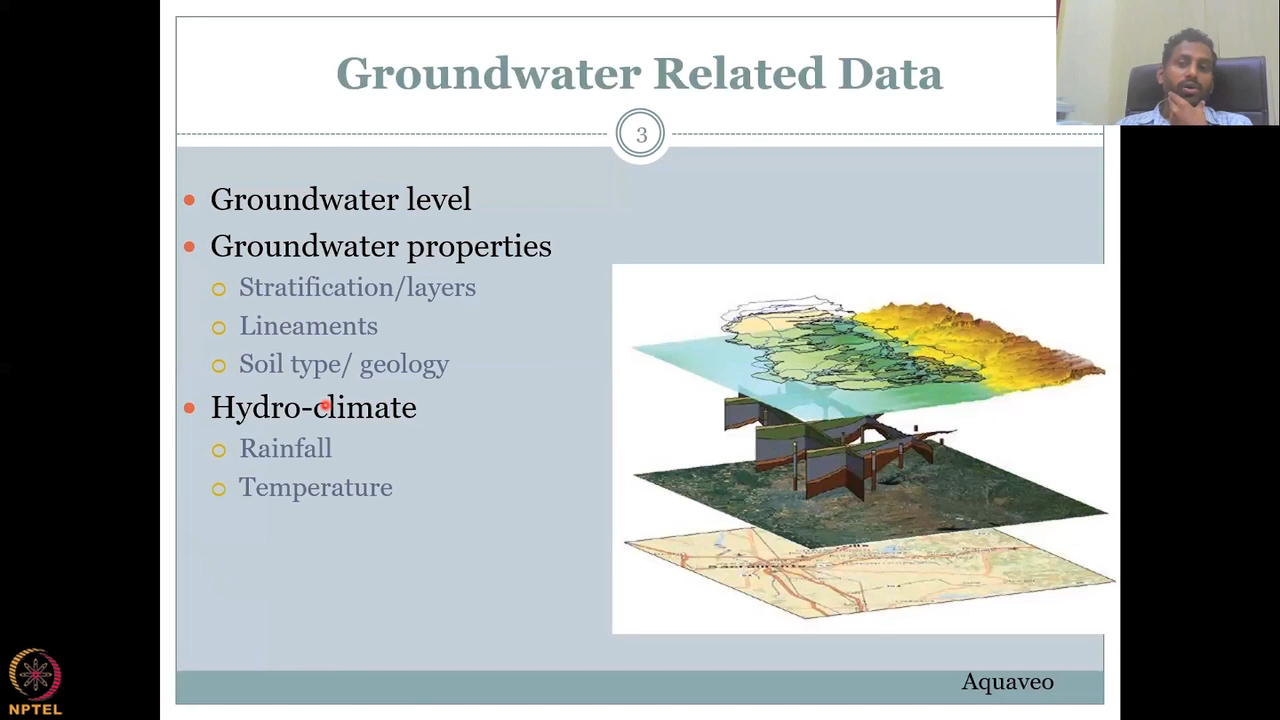 Groundwater Related Data
3
Groundwater level
Groundwater properties
Stratification/layers
Lineaments
Soil type/ geology
Hydro-climate
Rainfall
Temperature
Aquaveo
NPTEL